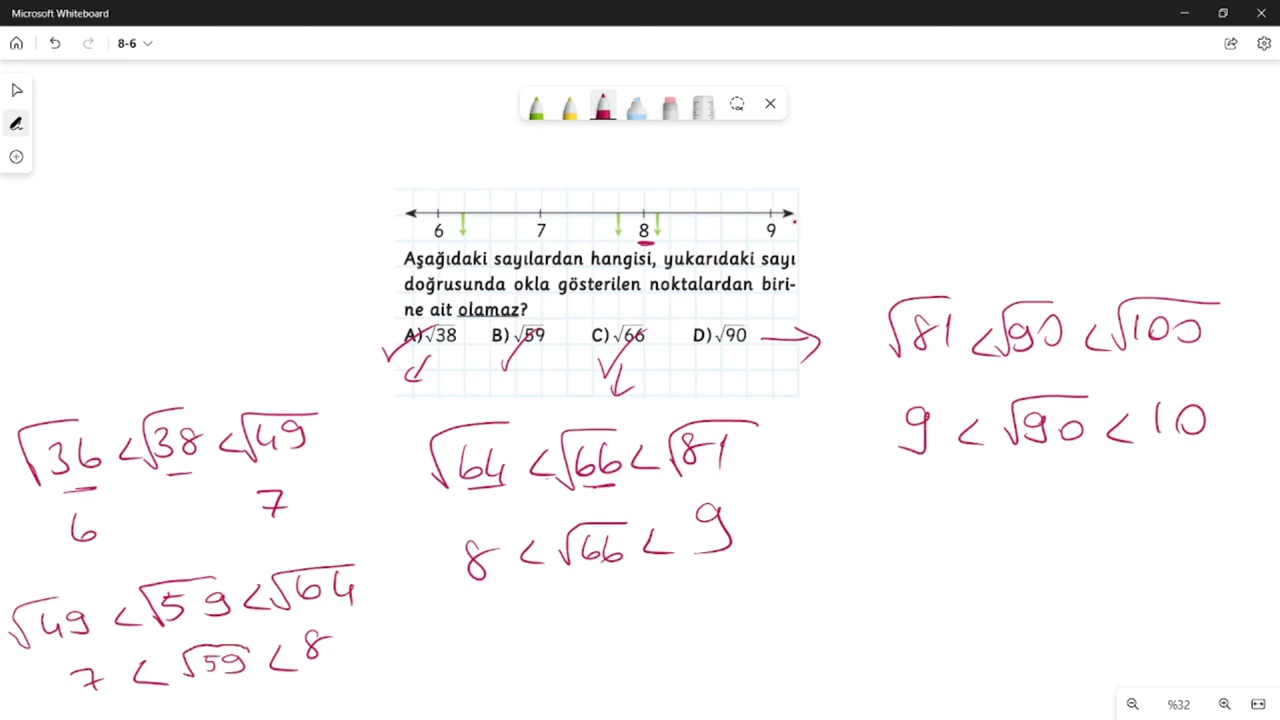 Microsoft Whiteboard
8-6
6 7 8 9
Aşağıdaki sayılardan hangisi, yukarıdaki sayı
doğrusunda okla gösterilen noktalardan biri-
ne ait olamaz?
A) √38 B) √59 C) √66 D) √90
√81 < √90 < √100
9 < √90 < 10
√36 < √38 < √49
6 7
√49 < √59 < √64
7 < √59 < 8
√64 < √66 < √81
8 < √66 < 9
%32